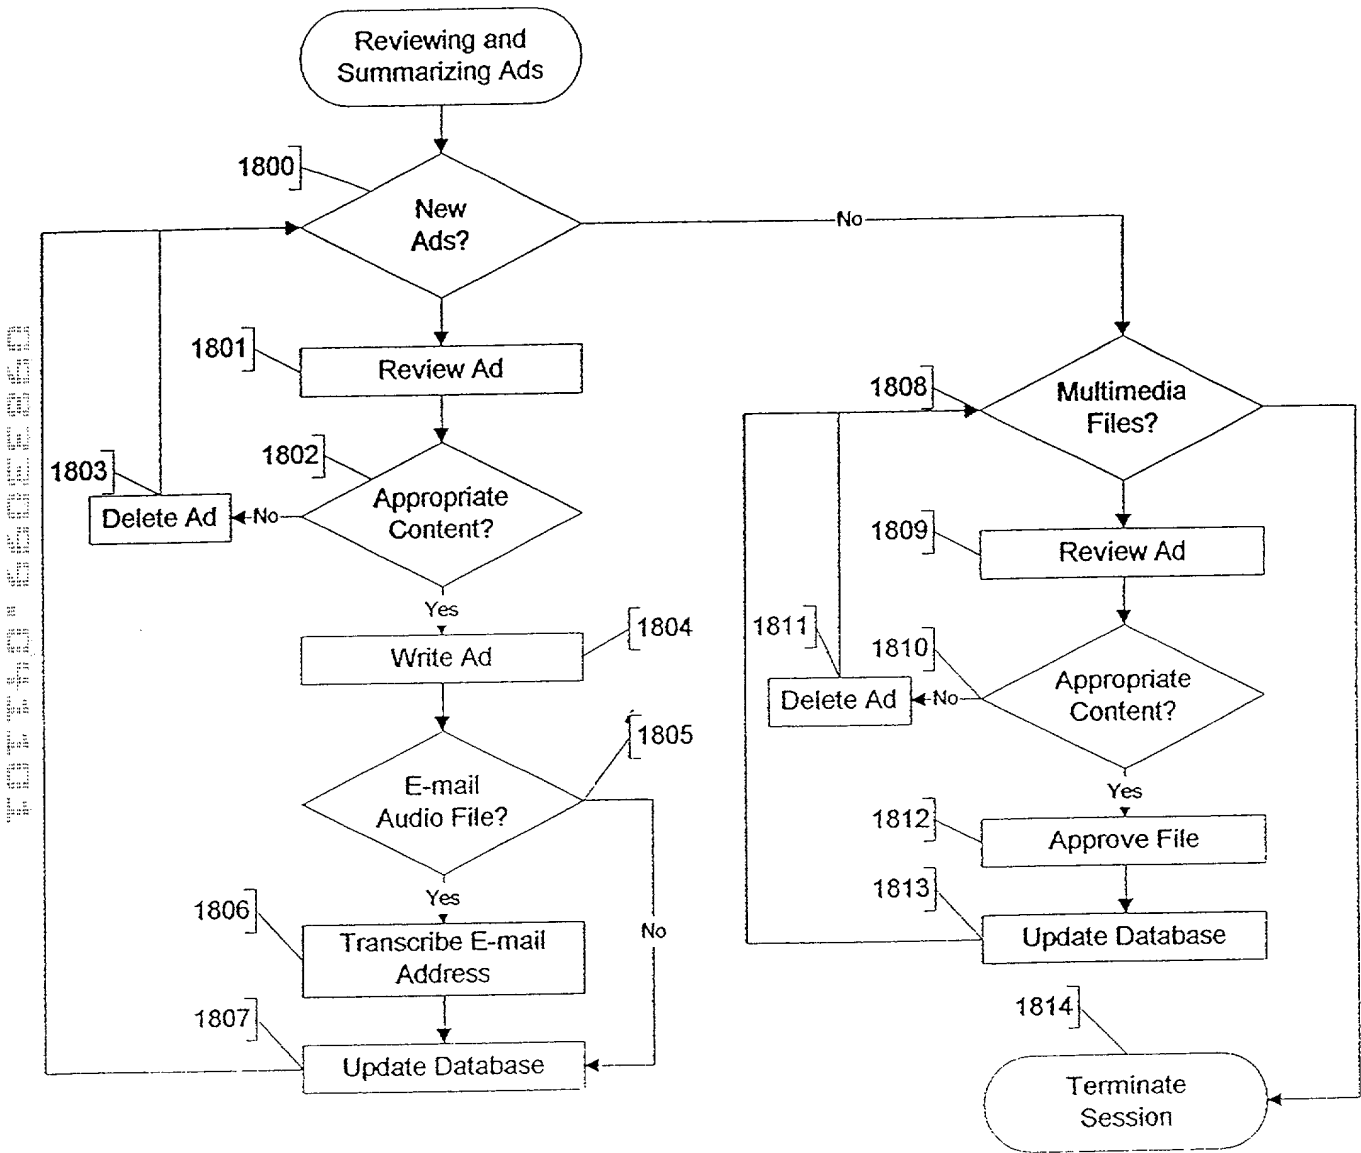 Reviewing and
Summarizing Ads
1800
New
Ads?
No
1801
Review Ad
1802
Appropriate
Content?
No
1803
Delete Ad
Yes
1804
Write Ad
1805
E-mail
Audio File?
Yes
No
1806
Transcribe E-mail
Address
1807
Update Database
1808
Multimedia
Files?
1809
Review Ad
1810
Appropriate
Content?
No
1811
Delete Ad
Yes
1812
Approve File
1813
Update Database
1814
Terminate
Session